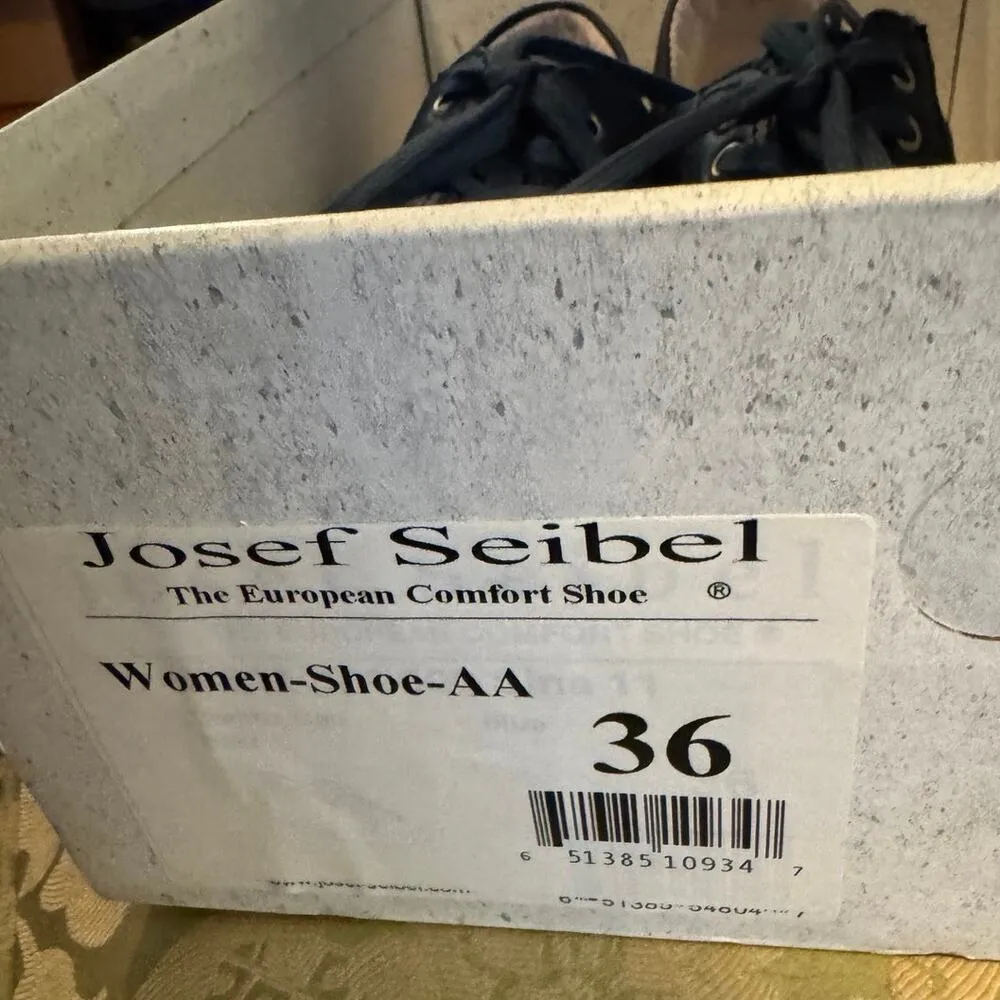 Josef Seibel
The European Comfort Shoe ®
Women-Shoe-AA
36
6 51385 10934 7